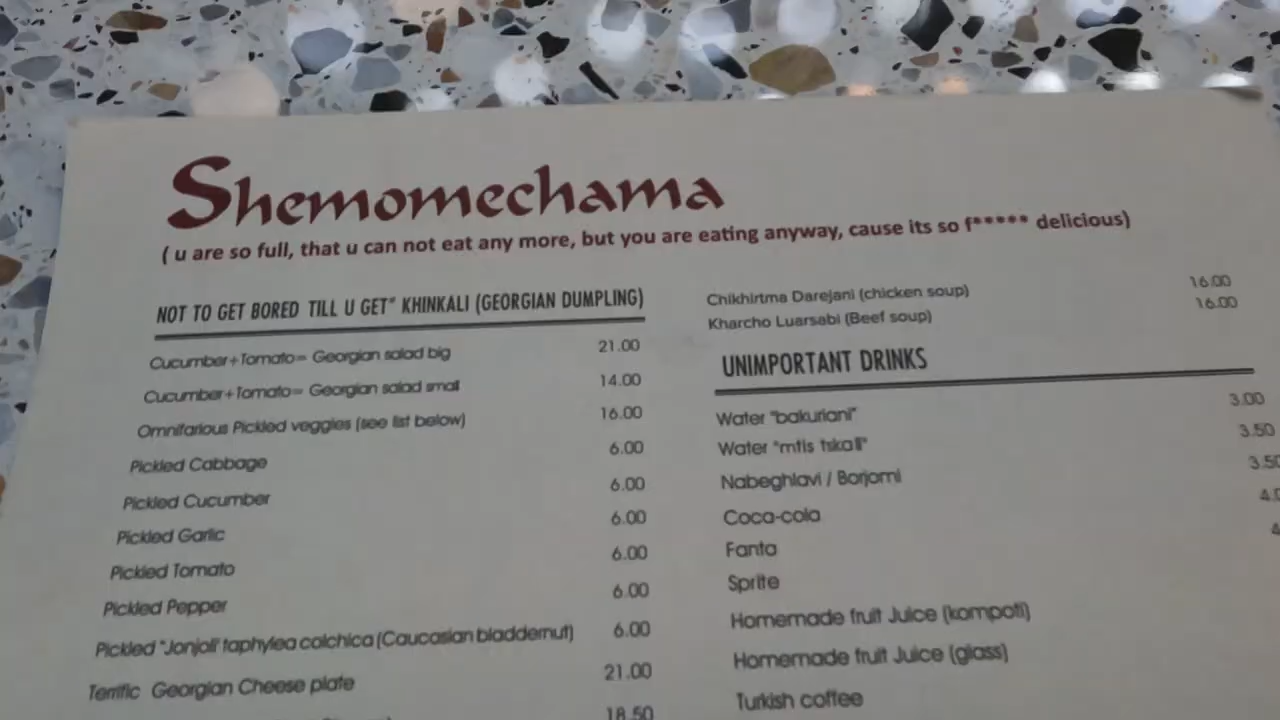 Shemomechama
( u are so full, that u can not eat any more, but you are eating anyway, cause its so f***** delicious)
NOT TO GET BORED TILL U GET* KHINKALI (GEORGIAN DUMPLING)
Cucumber+Tomato= Georgian salad big 21.00
Cucumber+Tomato= Georgian salad small 14.00
Omnifarious Pickled veggies (see list below) 16.00
Pickled Cabbage 6.00
Pickled Cucumber 6.00
Pickled Garlic 6.00
Pickled Tomato 6.00
Pickled Pepper 6.00
Pickled "Jonjoli" taphylea colchica (Caucasian bladdernut) 6.00
Terrific Georgian Cheese plate 21.00
18.50
Chikhirtma Darejani (chicken soup) 16.00
Kharcho Luarsabi (Beef soup) 16.00
UNIMPORTANT DRINKS
Water "bakuriani" 3.00
Water "mtis tskali" 3.50
Nabeghlavi / Borjomi 3.50
Coca-cola
Fanta
Sprite
Homemade fruit Juice (kompoti)
Homemade fruit Juice (glass)
Turkish coffee